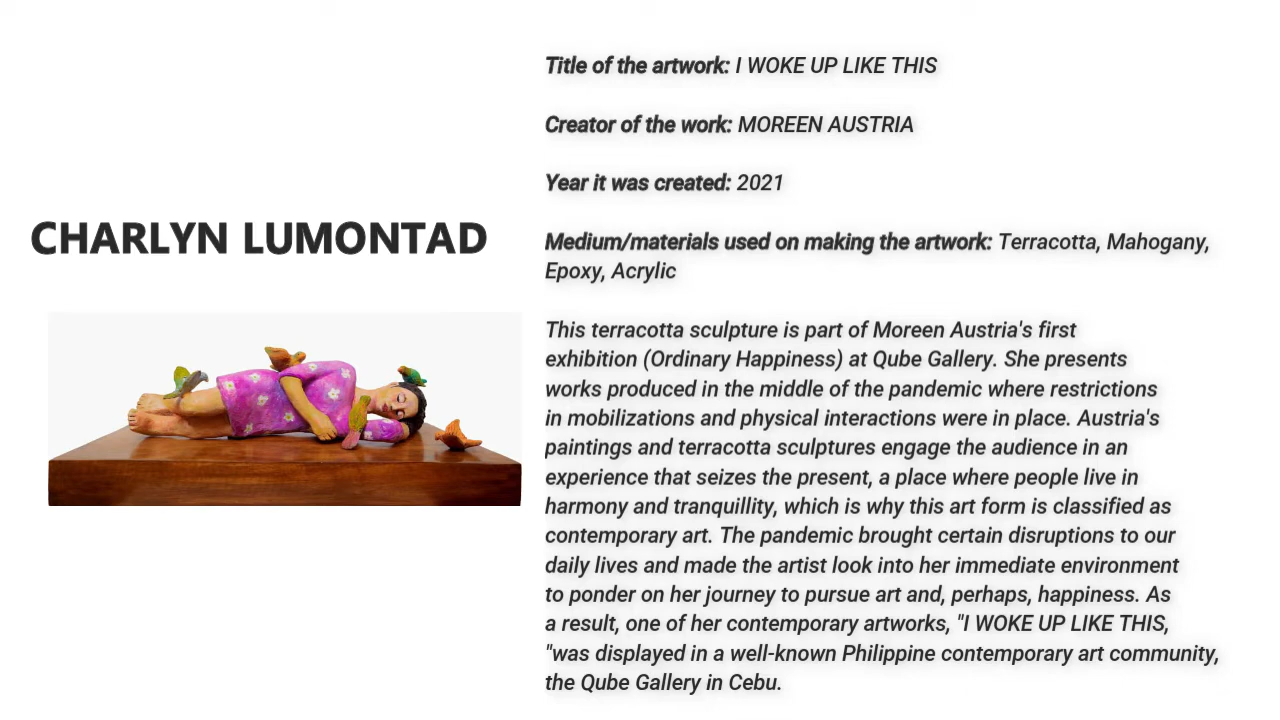 CHARLYN LUMONTAD
Title of the artwork: I WOKE UP LIKE THIS
Creator of the work: MOREEN AUSTRIA
Year it was created: 2021
Medium/materials used on making the artwork: Terracotta, Mahogany,
Epoxy, Acrylic
This terracotta sculpture is part of Moreen Austria's first
exhibition (Ordinary Happiness) at Qube Gallery. She presents
works produced in the middle of the pandemic where restrictions
in mobilizations and physical interactions were in place. Austria's
paintings and terracotta sculptures engage the audience in an
experience that seizes the present, a place where people live in
harmony and tranquillity, which is why this art form is classified as
contemporary art. The pandemic brought certain disruptions to our
daily lives and made the artist look into her immediate environment
to ponder on her journey to pursue art and, perhaps, happiness. As
a result, one of her contemporary artworks, "I WOKE UP LIKE THIS,
"was displayed in a well-known Philippine contemporary art community,
the Qube Gallery in Cebu.